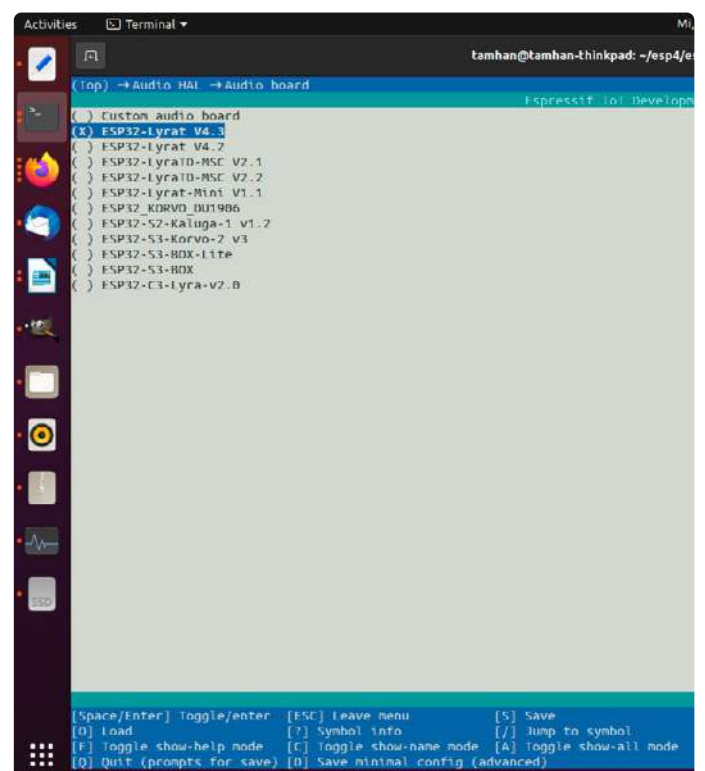 Activities Terminal ▾ Mi,
tamhan@tamhan-thinkpad: ~/esp4/es
(Top) → Audio HAL → Audio board
Espressif IoT Developm
( ) Custom audio board
(X) ESP32-Lyrat V4.3
( ) ESP32-Lyrat V4.2
( ) ESP32-LyraTD-MSC V2.1
( ) ESP32-LyraTD-MSC V2.2
( ) ESP32-Lyrat-Mini V1.1
( ) ESP32_KORVO_DU1906
( ) ESP32-S2-Kaluga-1 v1.2
( ) ESP32-S3-Korvo-2 v3
( ) ESP32-S3-BOX-Lite
( ) ESP32-S3-BOX
( ) ESP32-C3-Lyra-v2.0
SSD
[Space/Enter] Toggle/enter [ESC] Leave menu [S] Save
[O] Load [?] Symbol info [/] Jump to symbol
[F] Toggle show-help mode [C] Toggle show-name mode [A] Toggle show-all mode
[Q] Quit (prompts for save) [D] Save minimal config (advanced)